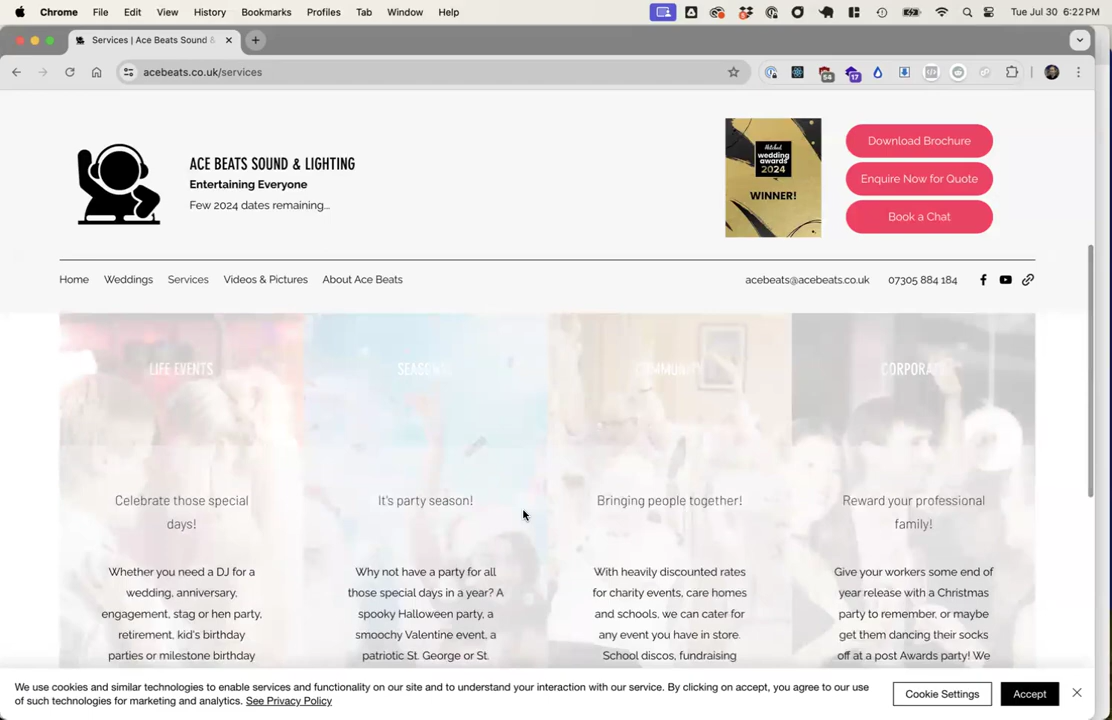 Chrome File Edit View History Bookmarks Profiles Tab Window Help Tue Jul 30 6:22 PM
Services | Ace Beats Sound &
acebeats.co.uk/services
54
17
ACE BEATS SOUND & LIGHTING
Entertaining Everyone
Few 2024 dates remaining...
wedding
awards
2024
WINNER!
Download Brochure
Enquire Now for Quote
Book a Chat
Home Weddings Services Videos & Pictures About Ace Beats acebeats@acebeats.co.uk 07305 884 184
LIFE EVENTS SEASONS COMMUNITY CORPORATE
Celebrate those special
days!
It's party season!
Bringing people together!
Reward your professional
family!
Whether you need a DJ for a
wedding, anniversary,
engagement, stag or hen party,
retirement, kid's birthday
parties or milestone birthday
Why not have a party for all
those special days in a year? A
spooky Halloween party, a
smoochy Valentine event, a
patriotic St. George or St.
With heavily discounted rates
for charity events, care homes
and schools, we can cater for
any event you have in store.
School discos, fundraising
Give your workers some end of
year release with a Christmas
party to remember, or maybe
get them dancing their socks
off at a post Awards party! We
We use cookies and similar technologies to enable services and functionality on our site and to understand your interaction with our service. By clicking on accept, you agree to our use
of such technologies for marketing and analytics. See Privacy Policy
Cookie Settings
Accept